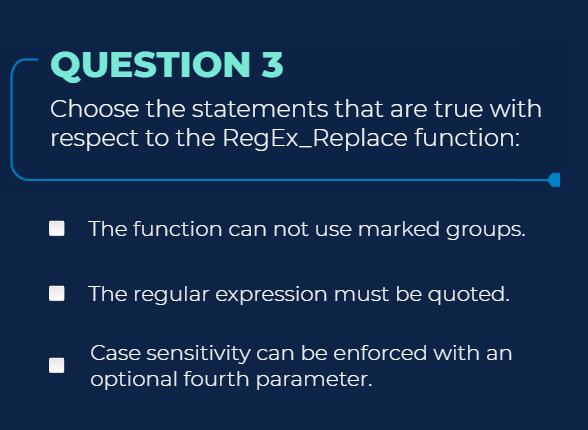 QUESTION 3
Choose the statements that are true with
respect to the RegEx_Replace function:
The function can not use marked groups.
The regular expression must be quoted.
Case sensitivity can be enforced with an
optional fourth parameter.